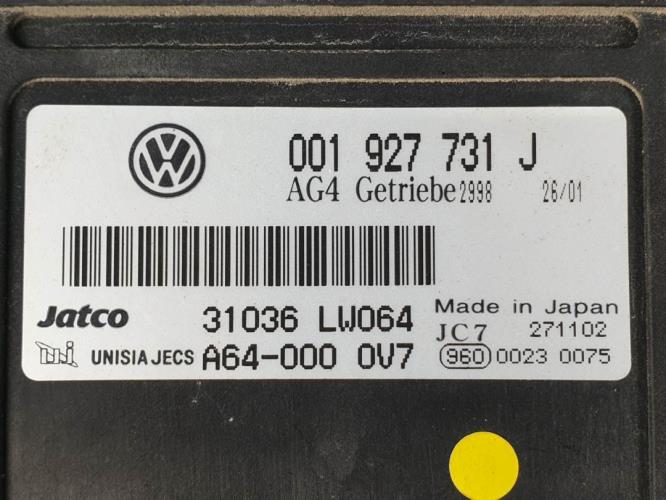 VW 001 927 731 J
AG4 Getriebe 2998 26/01
Jatco 31036 LW064 Made in Japan
JC7 271102
UNISIA JECS A64-000 0V7 960 0023 0075